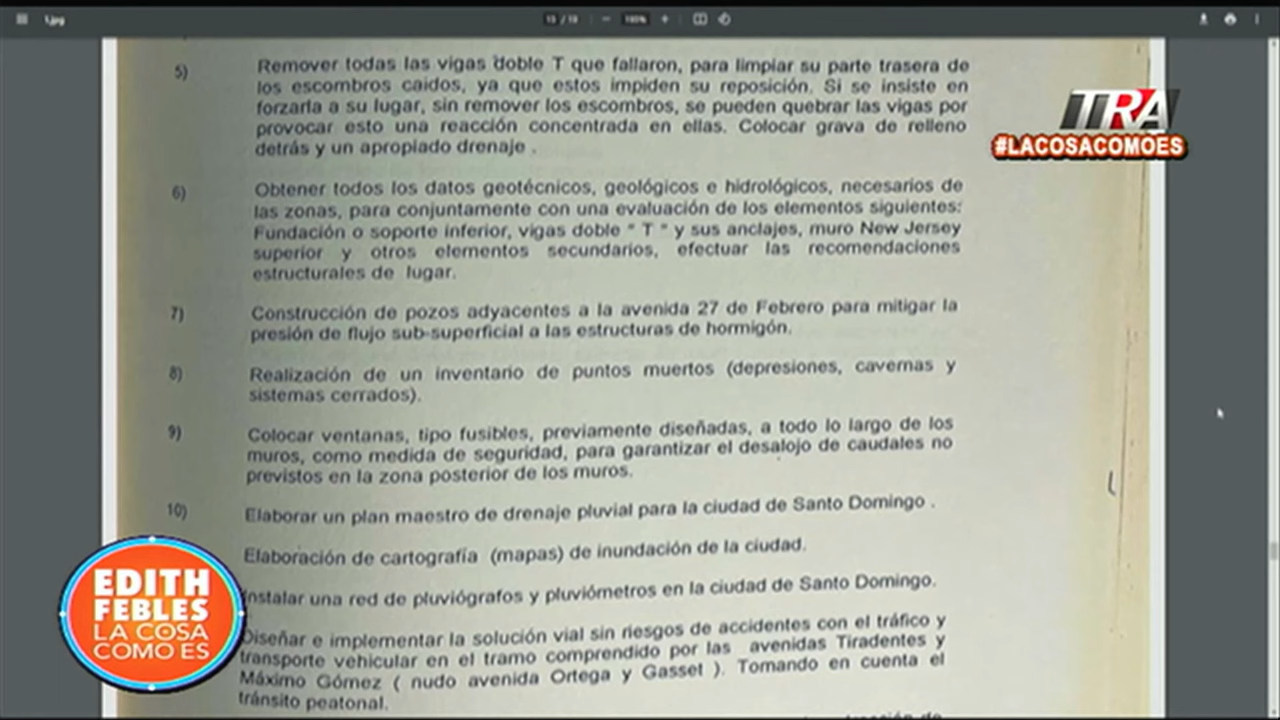 1.jpg
15 / 19
100%
5) Remover todas las vigas doble T que fallaron, para limpiar su parte trasera de
los escombros caidos, ya que estos impiden su reposición. Si se insiste en
forzarla a su lugar, sin remover los escombros, se pueden quebrar las vigas por
provocar esto una reacción concentrada en ellas. Colocar grava de relleno
detrás y un apropiado drenaje .
6) Obtener todos los datos geotécnicos, geológicos e hidrológicos, necesarios de
las zonas, para conjuntamente con una evaluación de los elementos siguientes:
Fundación o soporte inferior, vigas doble " T " y sus anclajes, muro New Jersey
superior y otros elementos secundarios, efectuar las recomendaciones
estructurales de lugar.
7) Construcción de pozos adyacentes a la avenida 27 de Febrero para mitigar la
presión de flujo sub-superficial a las estructuras de hormigón.
8) Realización de un inventario de puntos muertos (depresiones, cavernas y
sistemas cerrados).
9) Colocar ventanas, tipo fusibles, previamente diseñadas, a todo lo largo de los
muros, como medida de seguridad, para garantizar el desalojo de caudales no
previstos en la zona posterior de los muros.
10) Elaborar un plan maestro de drenaje pluvial para la ciudad de Santo Domingo .
Elaboración de cartografía (mapas) de inundación de la ciudad.
Instalar una red de pluviógrafos y pluviómetros en la ciudad de Santo Domingo.
Diseñar e implementar la solución vial sin riesgos de accidentes con el tráfico y
transporte vehicular en el tramo comprendido por las avenidas Tiradentes y
Máximo Gómez ( nudo avenida Ortega y Gasset ). Tomando en cuenta el
tránsito peatonal.
TRA
#LACOSACOMOES
EDITH
FEBLES
LA COSA
COMO ES